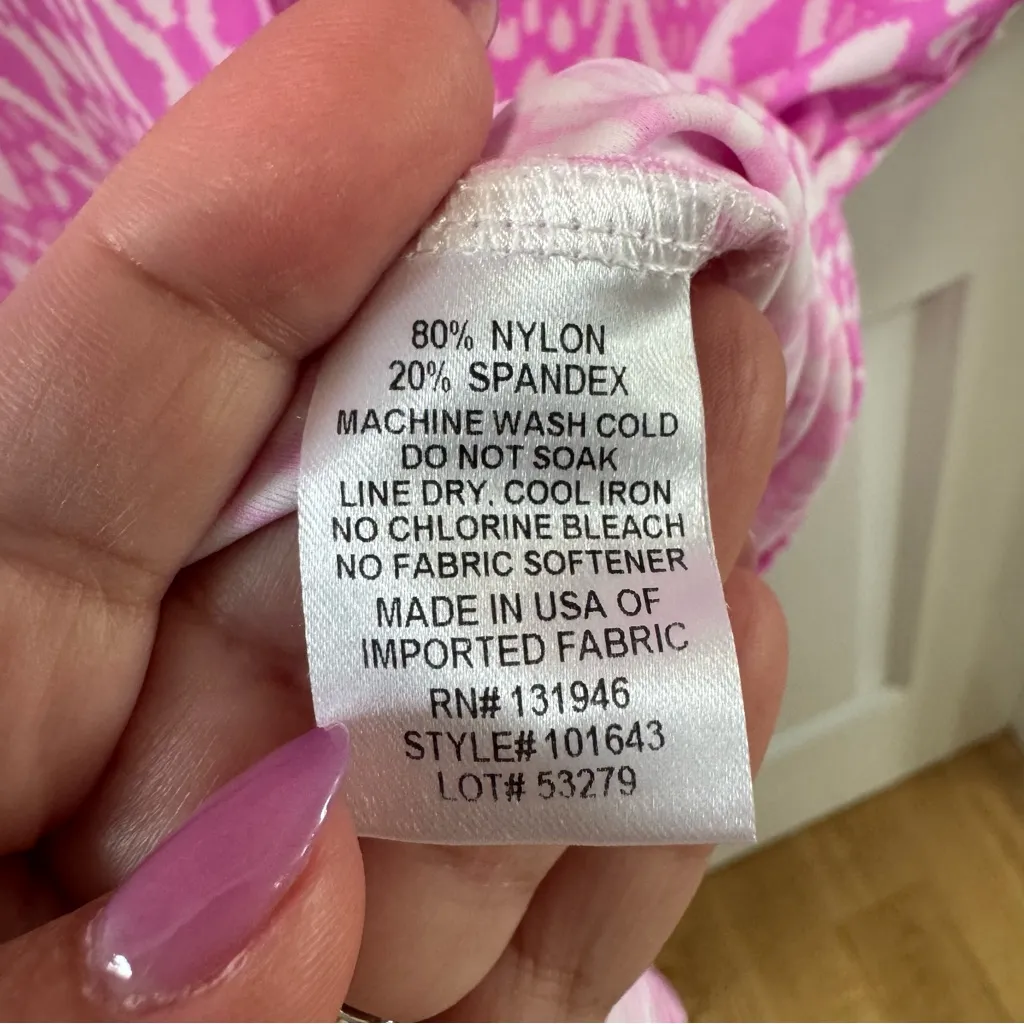 80% NYLON
20% SPANDEX
MACHINE WASH COLD
DO NOT SOAK
LINE DRY. COOL IRON
NO CHLORINE BLEACH
NO FABRIC SOFTENER
MADE IN USA OF
IMPORTED FABRIC
RN# 131946
STYLE# 101643
LOT# 53279